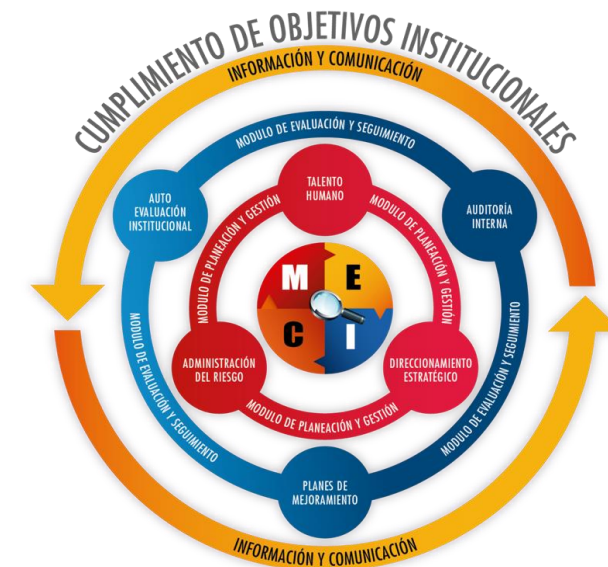 CUMPLIMIENTO DE OBJETIVOS INSTITUCIONALES
INFORMACIÓN Y COMUNICACIÓN
MODULO DE EVALUACIÓN Y SEGUIMIENTO
AUTO
EVALUACIÓN
INSTITUCIONAL
TALENTO
HUMANO
AUDITORÍA
INTERNA
MODULO DE PLANEACIÓN Y GESTIÓN
MODULO DE PLANEACIÓN Y GESTIÓN
M E
C I
MODULO DE EVALUACIÓN Y SEGUIMIENTO
MODULO DE EVALUACIÓN Y SEGUIMIENTO
ADMINISTRACIÓN
DEL RIESGO
DIRECCIONAMIENTO
ESTRATÉGICO
MODULO DE PLANEACIÓN Y GESTIÓN
PLANES DE
MEJORAMIENTO
INFORMACIÓN Y COMUNICACIÓN